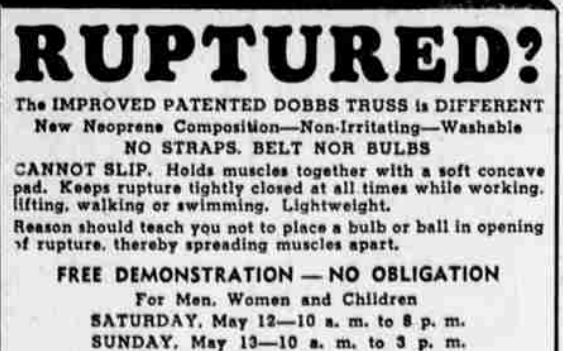 RUPTURED?
The IMPROVED PATENTED DOBBS TRUSS is DIFFERENT
New Neoprene Composition—Non-Irritating—Washable
NO STRAPS, BELT NOR BULBS
CANNOT SLIP. Holds muscles together with a soft concave
pad. Keeps rupture tightly closed at all times while working,
lifting, walking or swimming. Lightweight.
Reason should teach you not to place a bulb or ball in opening
of rupture, thereby spreading muscles apart.
FREE DEMONSTRATION — NO OBLIGATION
For Men, Women and Children
SATURDAY, May 12—10 a. m. to 8 p. m.
SUNDAY, May 13—10 a. m. to 3 p. m.